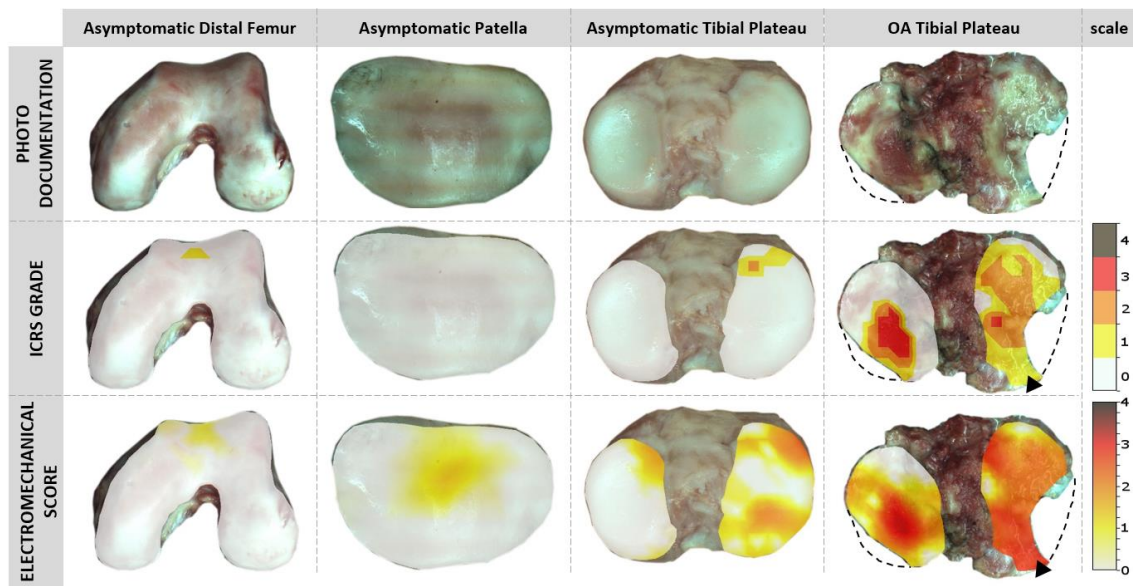 Asymptomatic Distal Femur
Asymptomatic Patella
Asymptomatic Tibial Plateau
OA Tibial Plateau
scale
PHOTO
DOCUMENTATION
ICRS GRADE
4
3
2
1
0
ELECTROMECHANICAL
SCORE
4
3
2
1
0